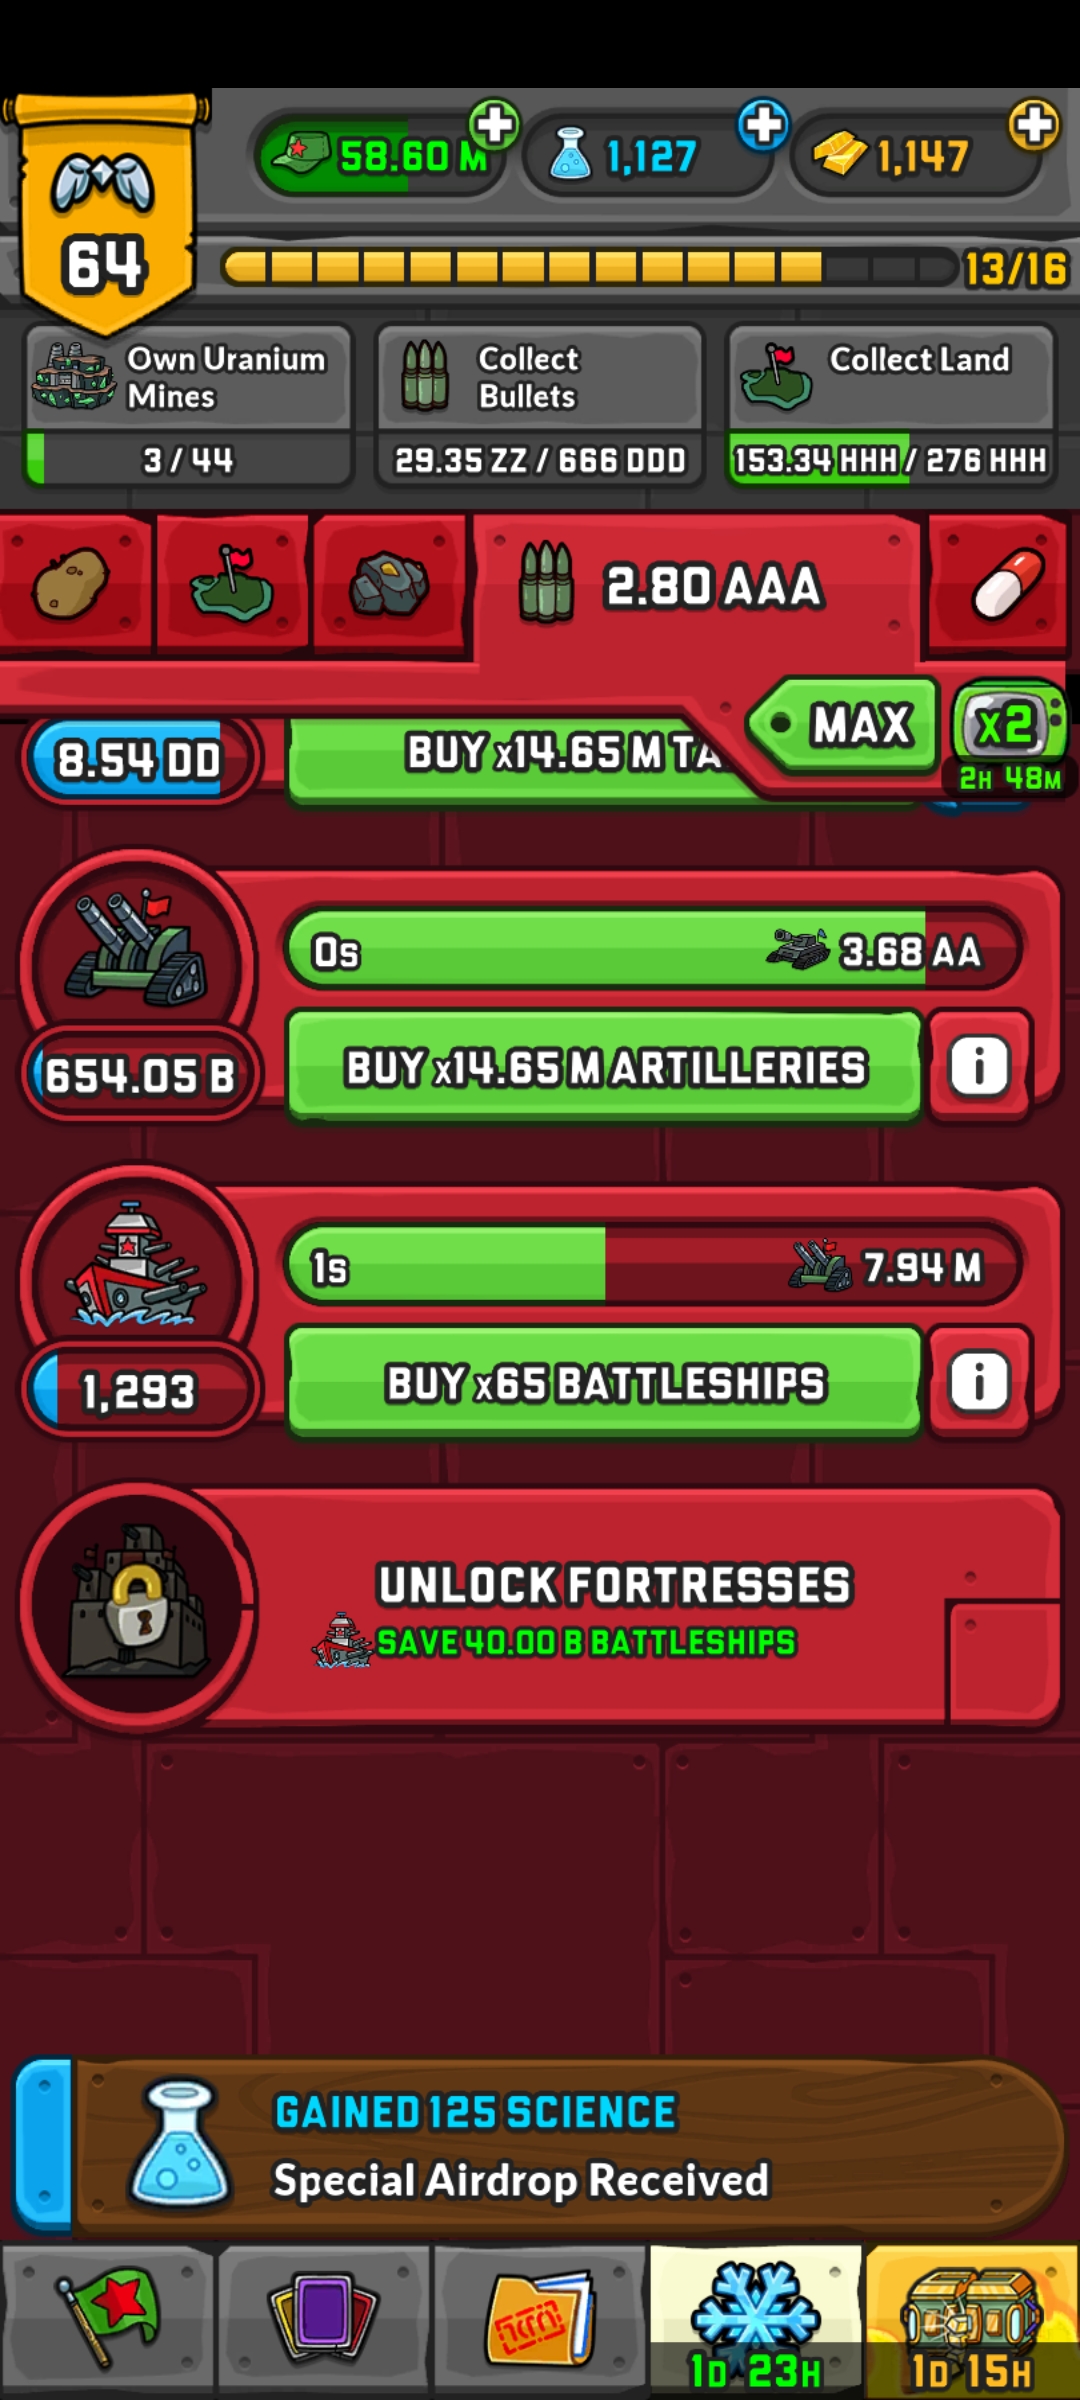 58.60 M
1,127
1,147
64
13/16
Own Uranium
Mines
3 / 44
Collect
Bullets
29.35 ZZ / 666 DDD
Collect Land
153.34 HHH / 276 HHH
2.80 AAA
MAX
X2
2H 48M
8.54 DD
BUY x14.65 M TA
0s
3.68 AA
654.05 B
BUY x14.65 M ARTILLERIES
i
1s
7.94 M
1,293
BUY x65 BATTLESHIPS
i
UNLOCK FORTRESSES
SAVE 40.00 B BATTLESHIPS
GAINED 125 SCIENCE
Special Airdrop Received
1D 23H
1D 15H